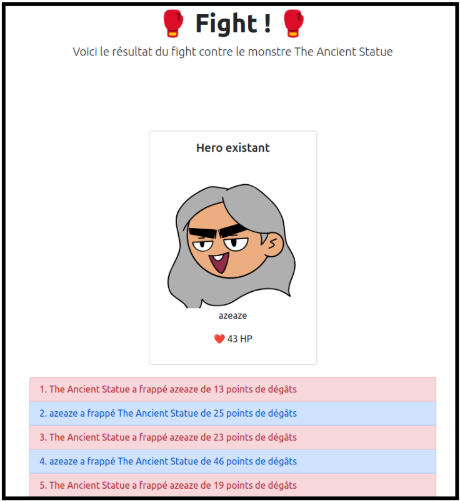 🥊 Fight ! 🥊
Voici le résultat du fight contre le monstre The Ancient Statue
Hero existant
azeaze
❤️ 43 HP
1. The Ancient Statue a frappé azeaze de 13 points de dégâts
2. azeaze a frappé The Ancient Statue de 25 points de dégâts
3. The Ancient Statue a frappé azeaze de 23 points de dégâts
4. azeaze a frappé The Ancient Statue de 46 points de dégâts
5. The Ancient Statue a frappé azeaze de 19 points de dégâts